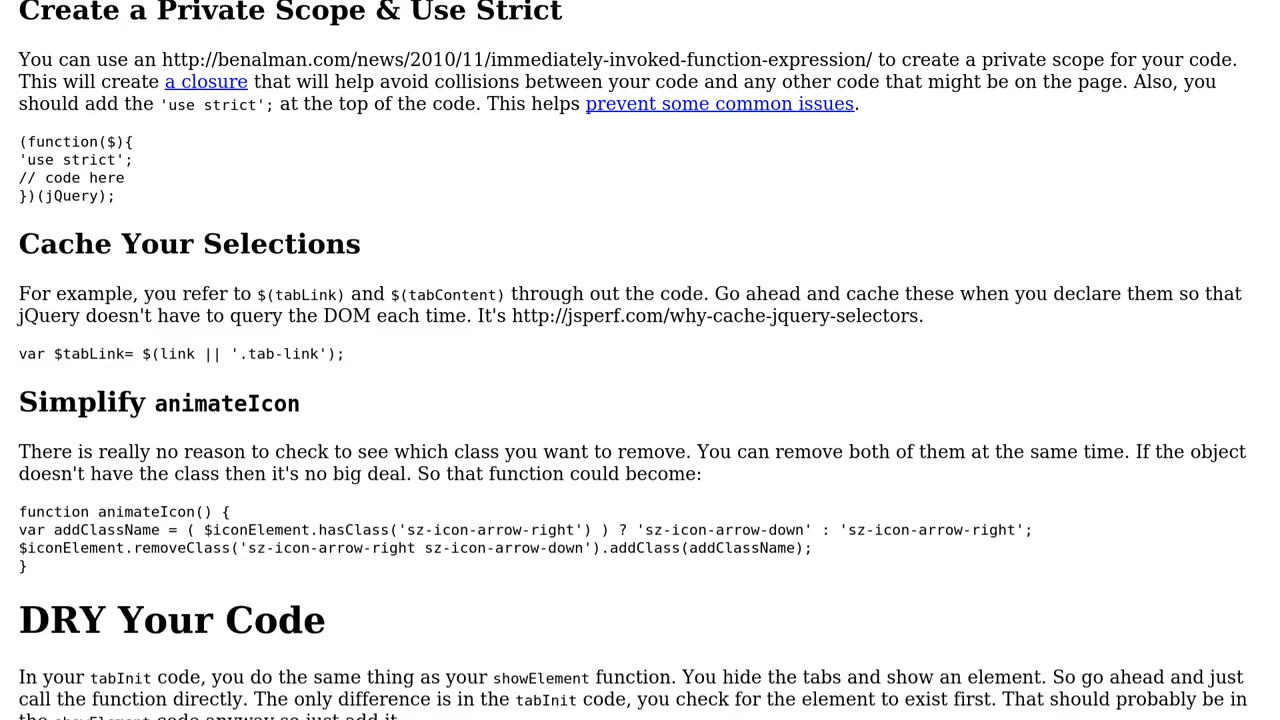 Create a Private Scope & Use Strict
You can use an http://benalman.com/news/2010/11/immediately-invoked-function-expression/ to create a private scope for your code.
This will create a closure that will help avoid collisions between your code and any other code that might be on the page. Also, you
should add the 'use strict'; at the top of the code. This helps prevent some common issues.
(function($){
'use strict';
// code here
})(jQuery);
Cache Your Selections
For example, you refer to $(tabLink) and $(tabContent) through out the code. Go ahead and cache these when you declare them so that
jQuery doesn't have to query the DOM each time. It's http://jsperf.com/why-cache-jquery-selectors.
var $tabLink= $(link || '.tab-link');
Simplify animateIcon
There is really no reason to check to see which class you want to remove. You can remove both of them at the same time. If the object
doesn't have the class then it's no big deal. So that function could become:
function animateIcon() {
var addClassName = ( $iconElement.hasClass('sz-icon-arrow-right') ) ? 'sz-icon-arrow-down' : 'sz-icon-arrow-right';
$iconElement.removeClass('sz-icon-arrow-right sz-icon-arrow-down').addClass(addClassName);
}
DRY Your Code
In your tabInit code, you do the same thing as your showElement function. You hide the tabs and show an element. So go ahead and just
call the function directly. The only difference is in the tabInit code, you check for the element to exist first. That should probably be in
the showElement code anyway so just add it